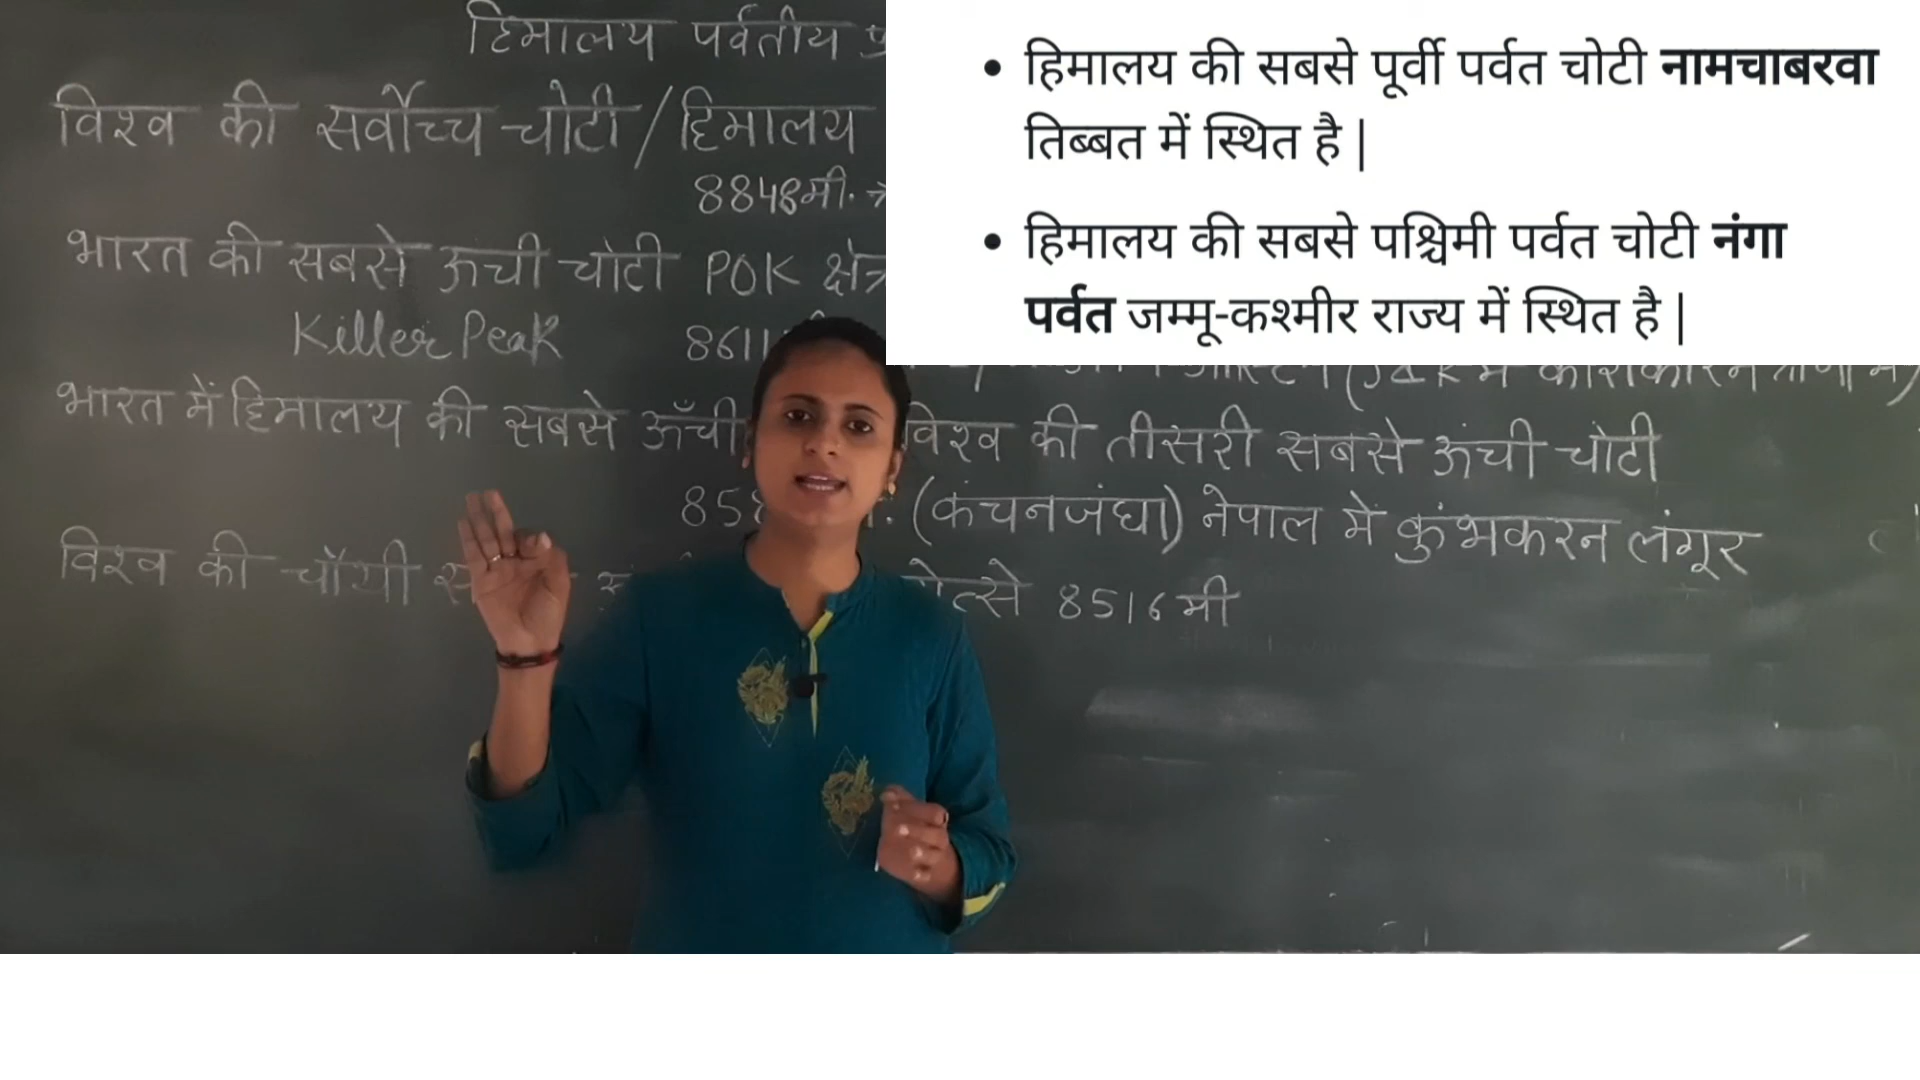 हिमालय पर्वतीय
विश्व की सर्वोच्च चोटी / हिमालय
8848मी.
भारत की सबसे ऊंची चोटी POK क्षेत्र
Killer Peak 8611
भारत में हिमालय की सबसे ऊँची विश्व की तीसरी सबसे ऊंची चोटी
(कंचनजंघा) नेपाल में कुंभकरन लंगूर
विश्व की चौथी 8516मी
• हिमालय की सबसे पूर्वी पर्वत चोटी नामचाबरवा
तिब्बत में स्थित है |
• हिमालय की सबसे पश्चिमी पर्वत चोटी नंगा
पर्वत जम्मू-कश्मीर राज्य में स्थित है |